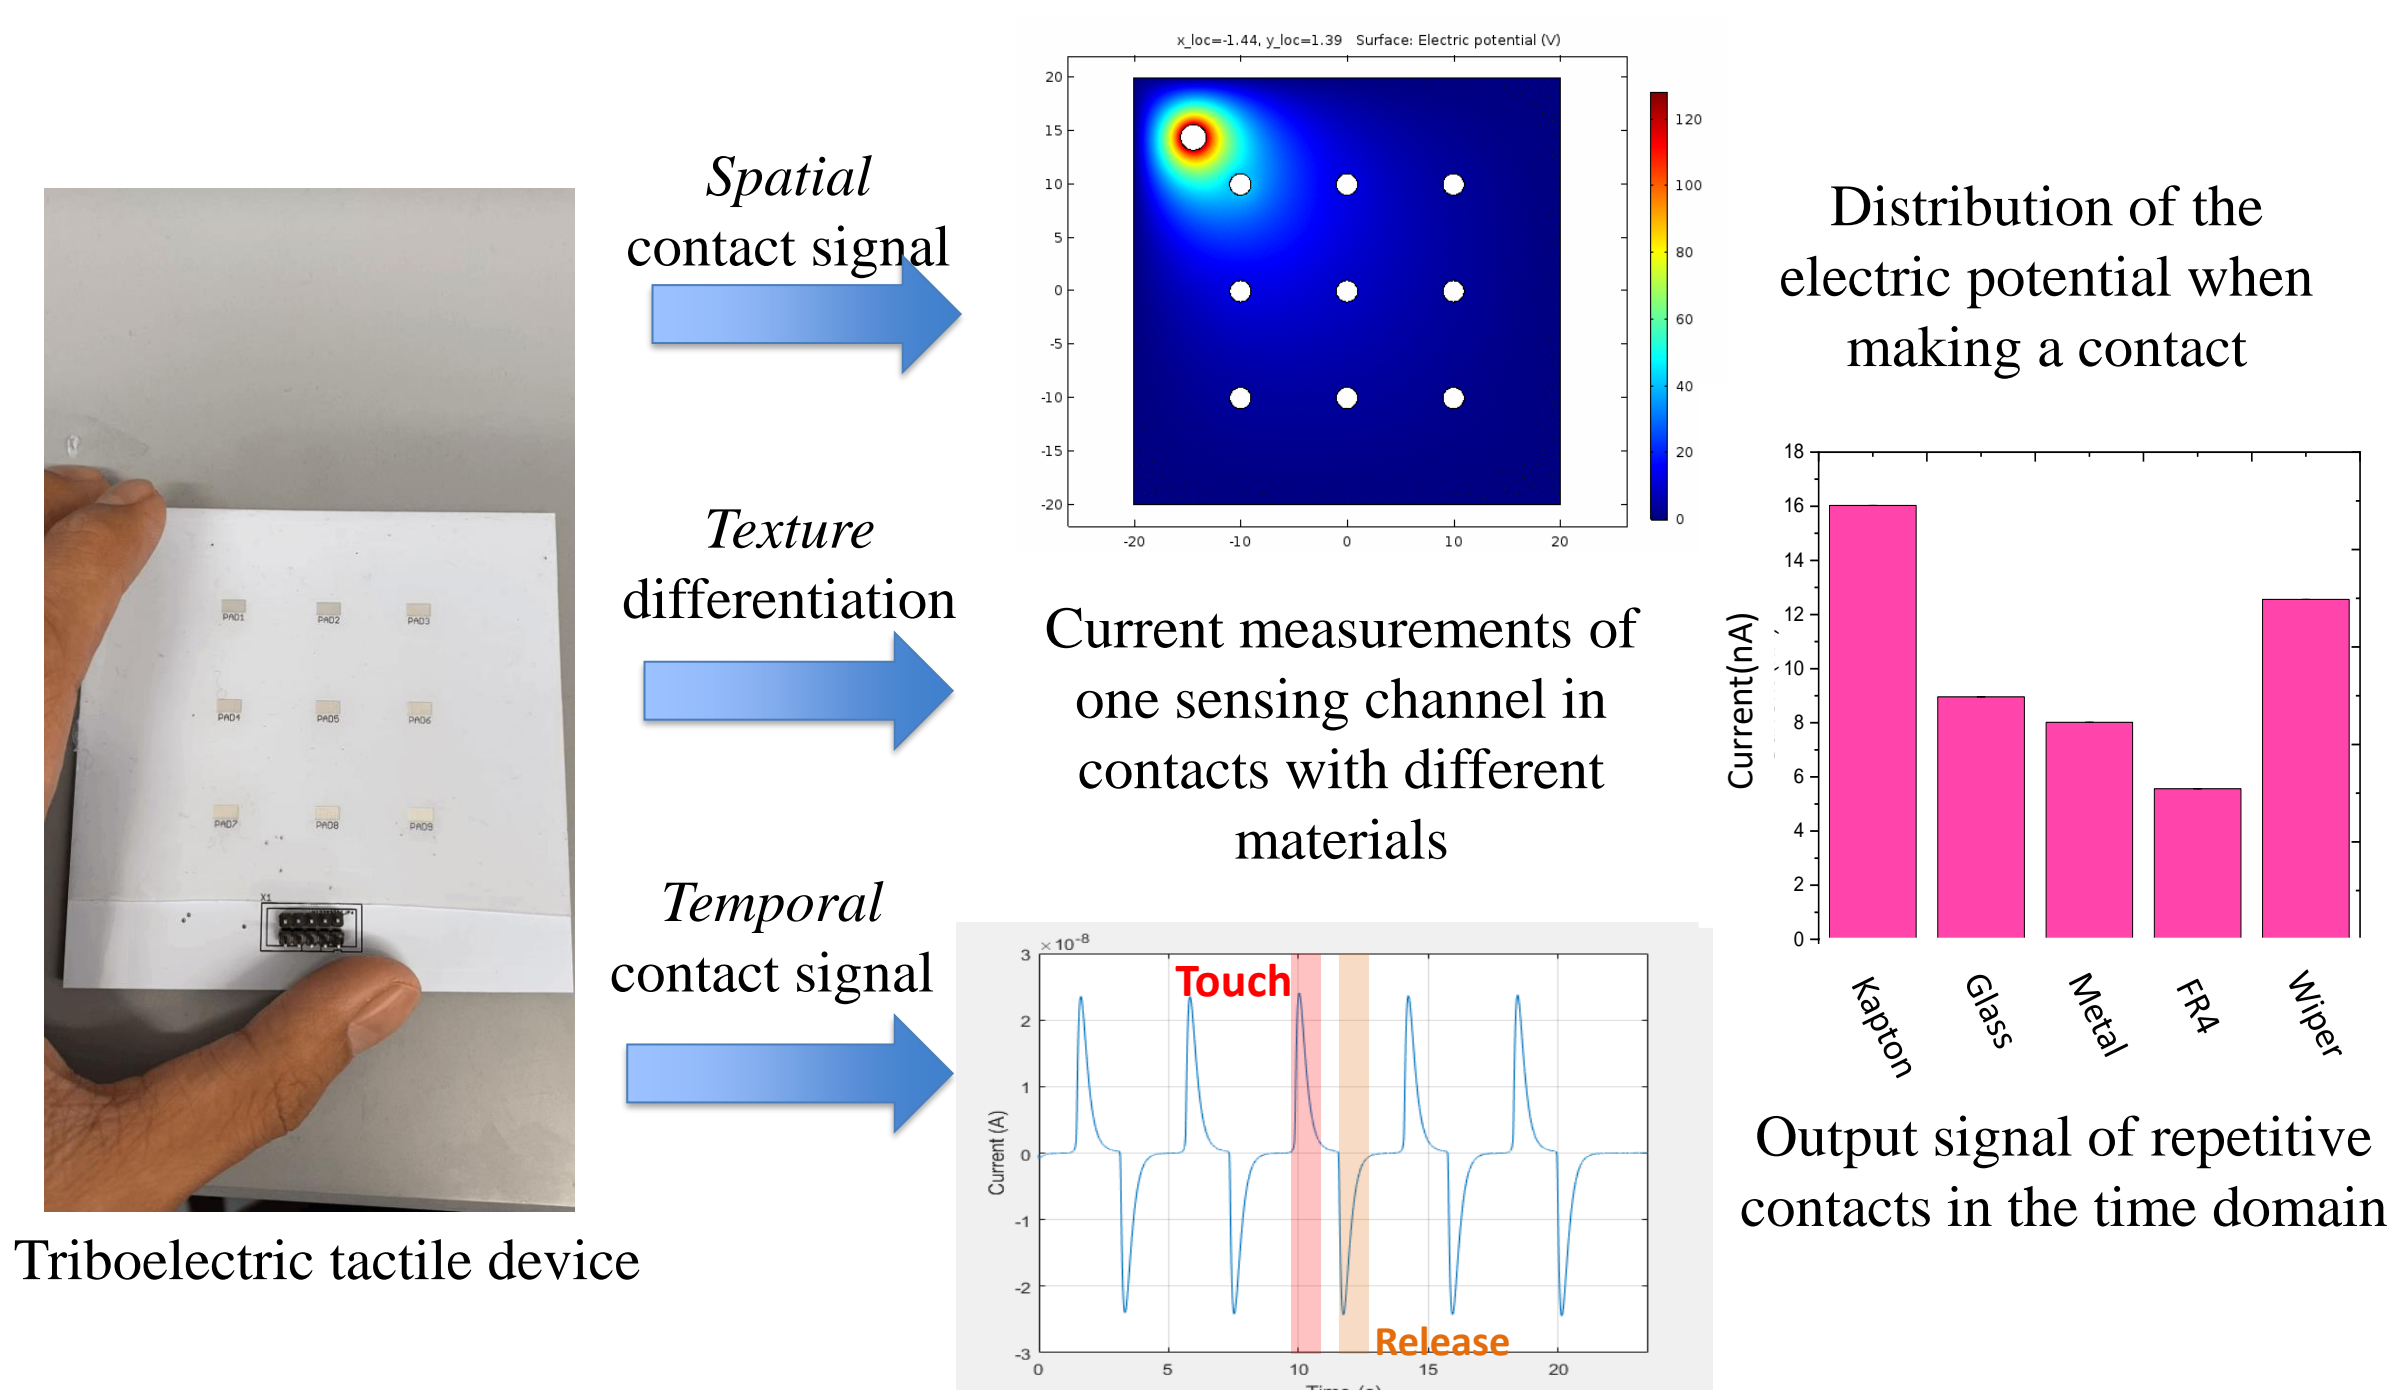 Spatial
contact signal
Texture
differentiation
Temporal
contact signal
PAD1 PAD2 PAD3
PAD4 PAD5 PAD6
PAD7 PAD8 PAD9
X1
Triboelectric tactile device
x_loc=-1.44, y_loc=1.39 Surface: Electric potential (V)
20
15
10
5
0
-5
-10
-15
-20
-20 -10 0 10 20
120
100
80
60
40
20
0
Distribution of the
electric potential when
making a contact
Current measurements of
one sensing channel in
contacts with different
materials
18
16
14
12
10
8
6
4
2
0
Current(nA)
Kapton
Glass
Metal
FR4
Wiper
×10-8
3
2
1
0
-1
-2
-3
Current (A)
Touch
Release
0 5 10 15 20
Time (s)
Output signal of repetitive
contacts in the time domain